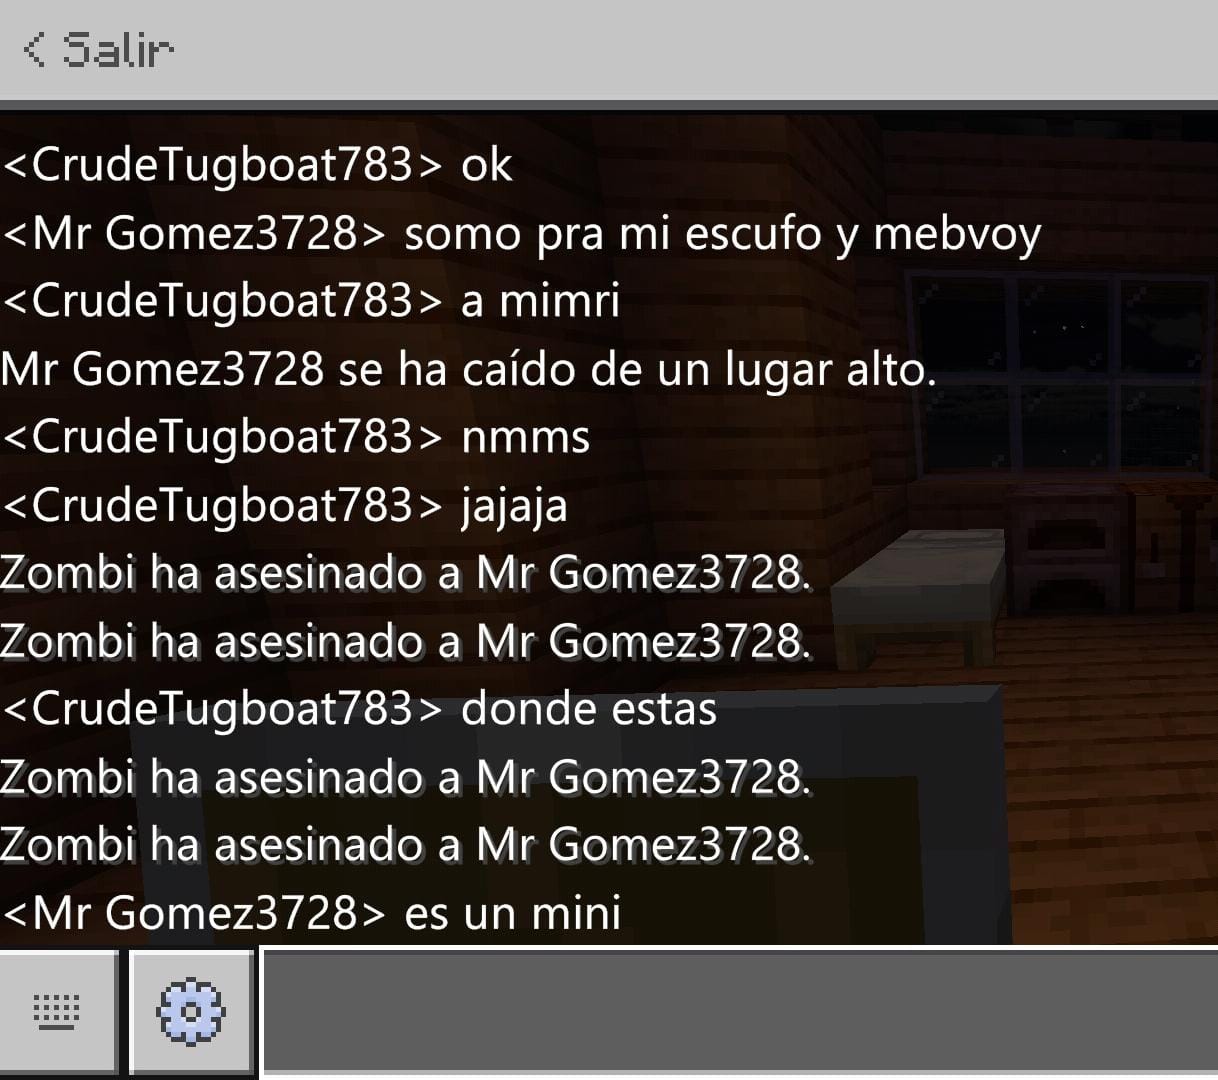 Salir
<CrudeTugboat783> ok
<Mr Gomez3728> somo pra mi escufo y mebvoy
<CrudeTugboat783> a mimri
Mr Gomez3728 se ha caído de un lugar alto.
<CrudeTugboat783> nmms
<CrudeTugboat783> jajaja
Zombi ha asesinado a Mr Gomez3728.
Zombi ha asesinado a Mr Gomez3728.
<CrudeTugboat783> donde estas
Zombi ha asesinado a Mr Gomez3728.
Zombi ha asesinado a Mr Gomez3728.
<Mr Gomez3728> es un mini